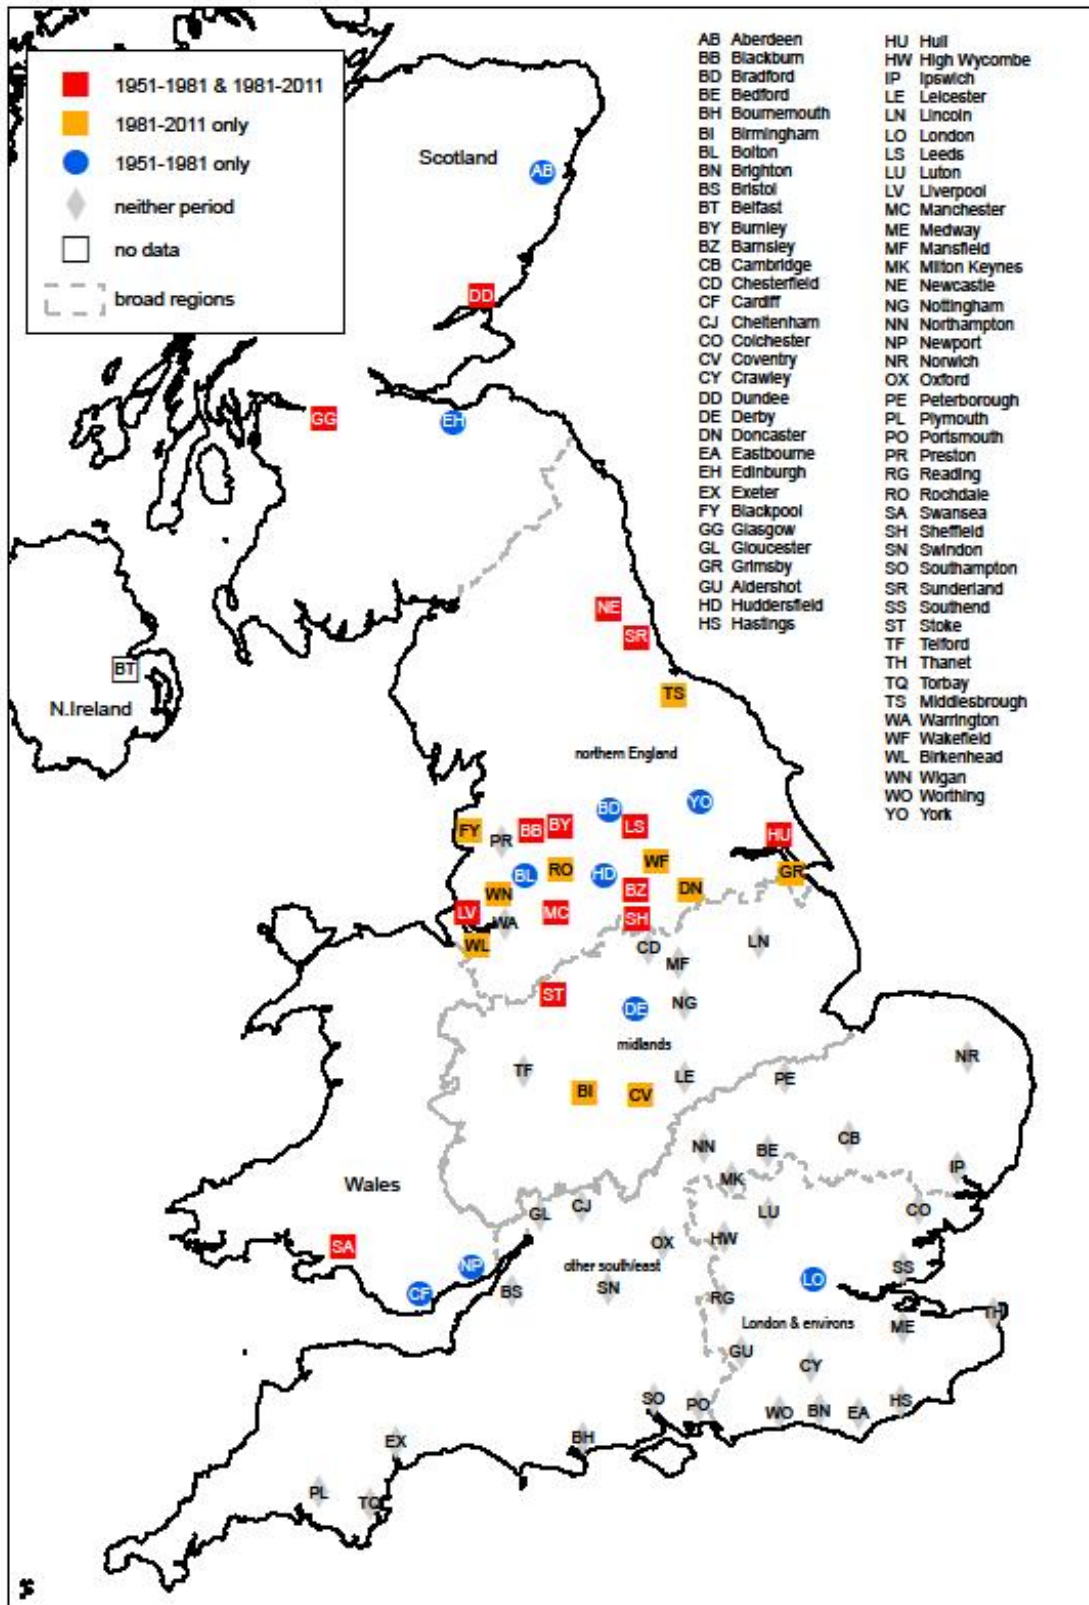 1951-1981 & 1981-2011
1981-2011 only
1951-1981 only
neither period
no data
broad regions
AB Aberdeen
BB Blackburn
BD Bradford
BE Bedford
BH Bournemouth
BI Birmingham
BL Bolton
BN Brighton
BS Bristol
BT Belfast
BY Burnley
BZ Barnsley
CB Cambridge
CD Chesterfield
CF Cardiff
CJ Cheltenham
CO Colchester
CV Coventry
CY Crawley
DD Dundee
DE Derby
DN Doncaster
EA Eastbourne
EH Edinburgh
EX Exeter
FY Blackpool
GG Glasgow
GL Gloucester
GR Grimsby
GU Aldershot
HD Huddersfield
HS Hastings
HU Hull
HW High Wycombe
IP Ipswich
LE Leicester
LN Lincoln
LO London
LS Leeds
LU Luton
LV Liverpool
MC Manchester
ME Medway
MF Mansfield
MK Milton Keynes
NE Newcastle
NG Nottingham
NN Northampton
NP Newport
NR Norwich
OX Oxford
PE Peterborough
PL Plymouth
PO Portsmouth
PR Preston
RG Reading
RO Rochdale
SA Swansea
SH Sheffield
SN Swindon
SO Southampton
SR Sunderland
SS Southend
ST Stoke
TF Telford
TH Thanet
TQ Torbay
TS Middlesbrough
WA Warrington
WF Wakefield
WL Birkenhead
WN Wigan
WO Worthing
YO York
Scotland
AB
DD
GG
EH
NE
SR
BT
TS
N.Ireland
northern England
BD
YO
FY
PR
BB
BY
LS
HU
BL
RO
HD
WF
GR
WN
BZ
DN
LV
WA
MC
SH
WL
CD
MF
LN
ST
DE
NG
midlands
TF
BI
CV
LE
PE
NR
NN
BE
CB
MK
IP
Wales
GL
CJ
LU
CO
SA
NP
CF
OX
HW
other south/east
BS
SN
LO
SS
RG
London & environs
ME
TH
GU
CY
SO
PO
WO
BN
EA
HS
EX
BH
PL
TQ